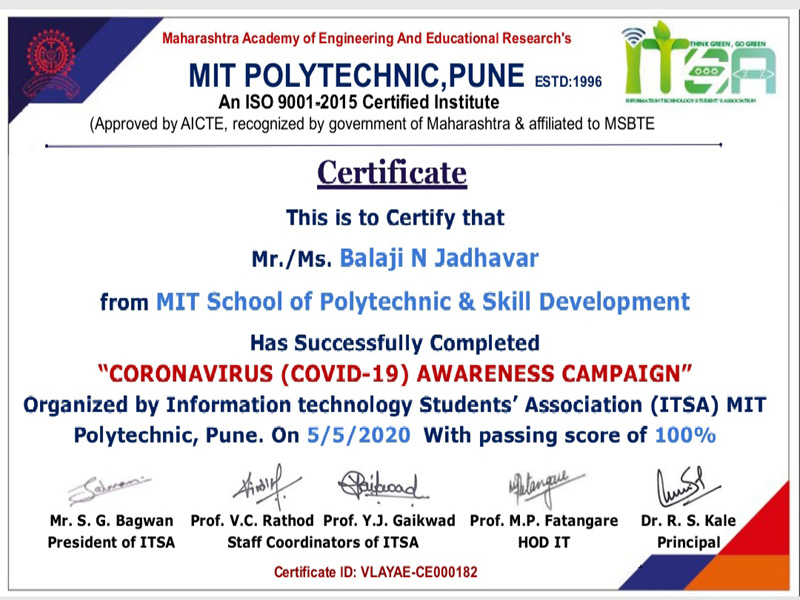 Maharashtra Academy of Engineering And Educational Research's
MIT POLYTECHNIC,PUNE ESTD:1996
An ISO 9001-2015 Certified Institute
(Approved by AICTE, recognized by government of Maharashtra & affiliated to MSBTE
THINK GREEN , GO GREEN
ITSA
INFORMATION TECHNOLOGY STUDENT'S ASSOCIATION
Certificate
This is to Certify that
Mr./Ms. Balaji N Jadhavar
from MIT School of Polytechnic & Skill Development
Has Successfully Completed
“CORONAVIRUS (COVID-19) AWARENESS CAMPAIGN”
Organized by Information technology Students’ Association (ITSA) MIT
Polytechnic, Pune. On 5/5/2020 With passing score of 100%
Mr. S. G. Bagwan Prof. V.C. Rathod Prof. Y.J. Gaikwad Prof. M.P. Fatangare Dr. R. S. Kale
President of ITSA Staff Coordinators of ITSA HOD IT Principal
Certificate ID: VLAYAE-CE000182